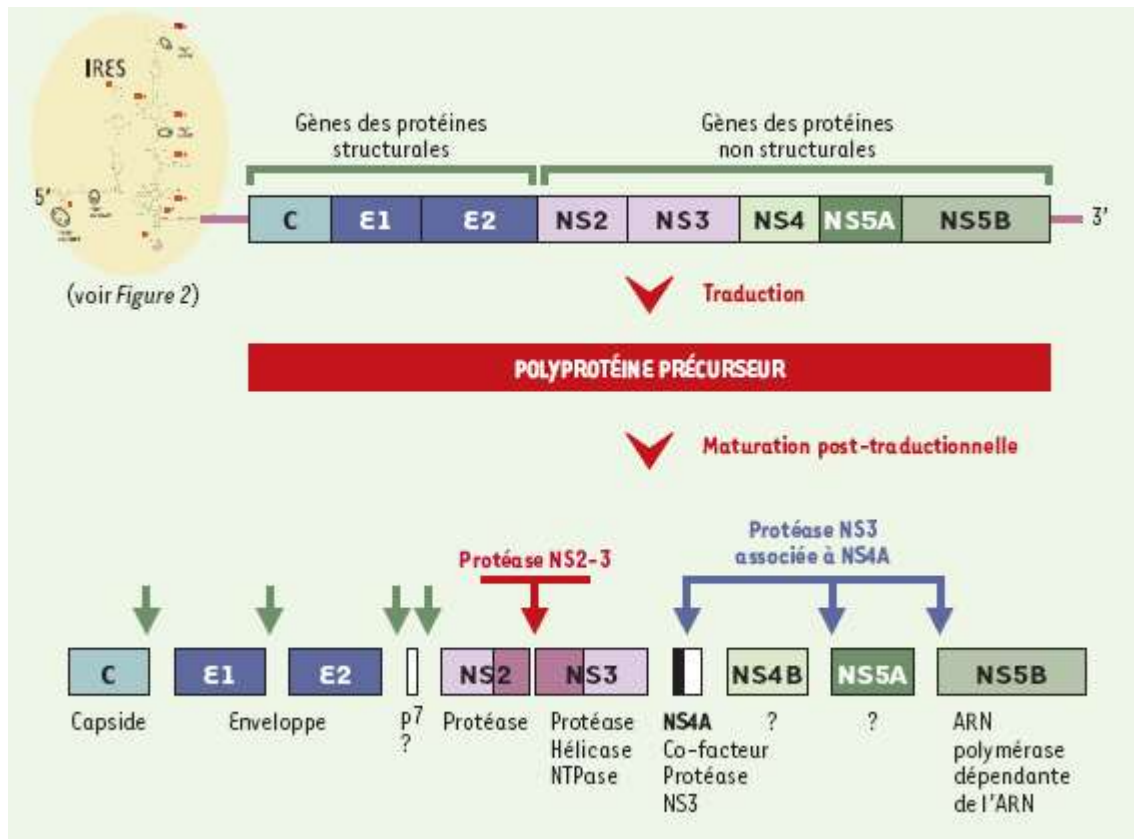 IRES
5'
(voir Figure 2)
Gènes des protéines
structurales
Gènes des protéines
non structurales
C E1 E2 NS2 NS3 NS4 NS5A NS5B 3'
Traduction
POLYPROTÉINE PRÉCURSEUR
Maturation post-traductionnelle
Protéase NS2-3
Protéase NS3
associée à NS4A
C E1 E2 NS2 NS3 NS4B NS5A NS5B
Capside
Enveloppe
P7
?
Protéase
Protéase
Hélicase
NTPase
NS4A
Co-facteur
Protéase
NS3
?
?
ARN
polymérase
dépendante
de l'ARN